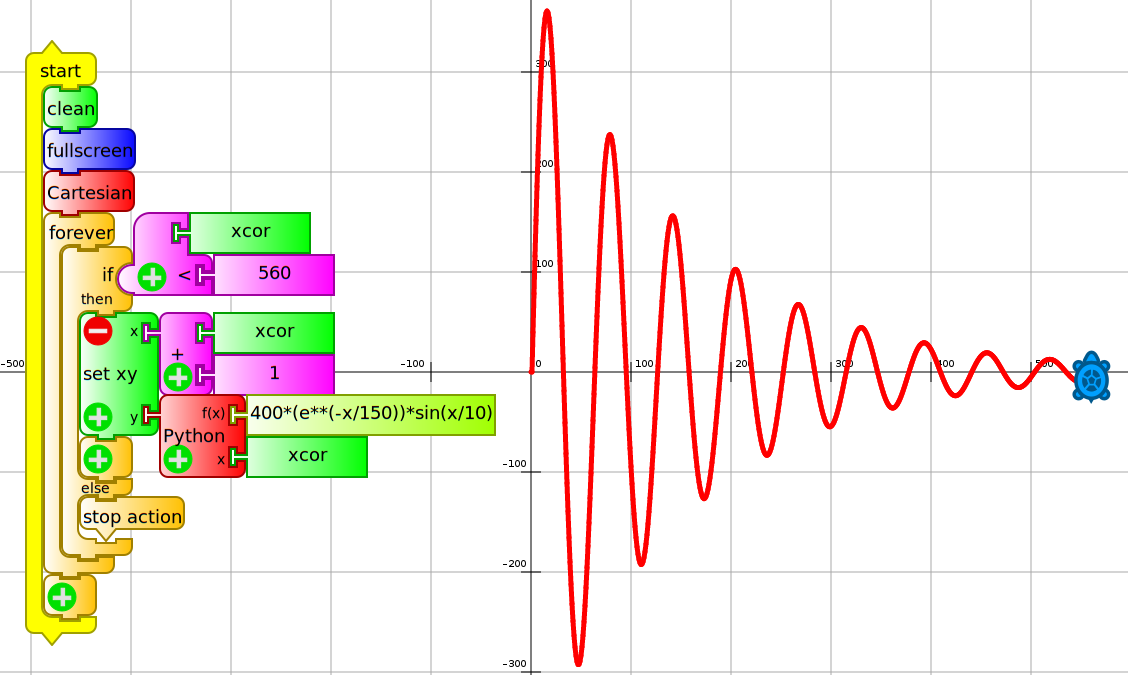 start
clean
fullscreen
Cartesian
forever
xcor
if
< 560
then
x
xcor
+
set xy
1
y
f(x) 400*(e**(-x/150))*sin(x/10)
Python
x xcor
else
stop action
300
200
100
-500 -100 0 100 200 300 400 500
-100
-200
-300